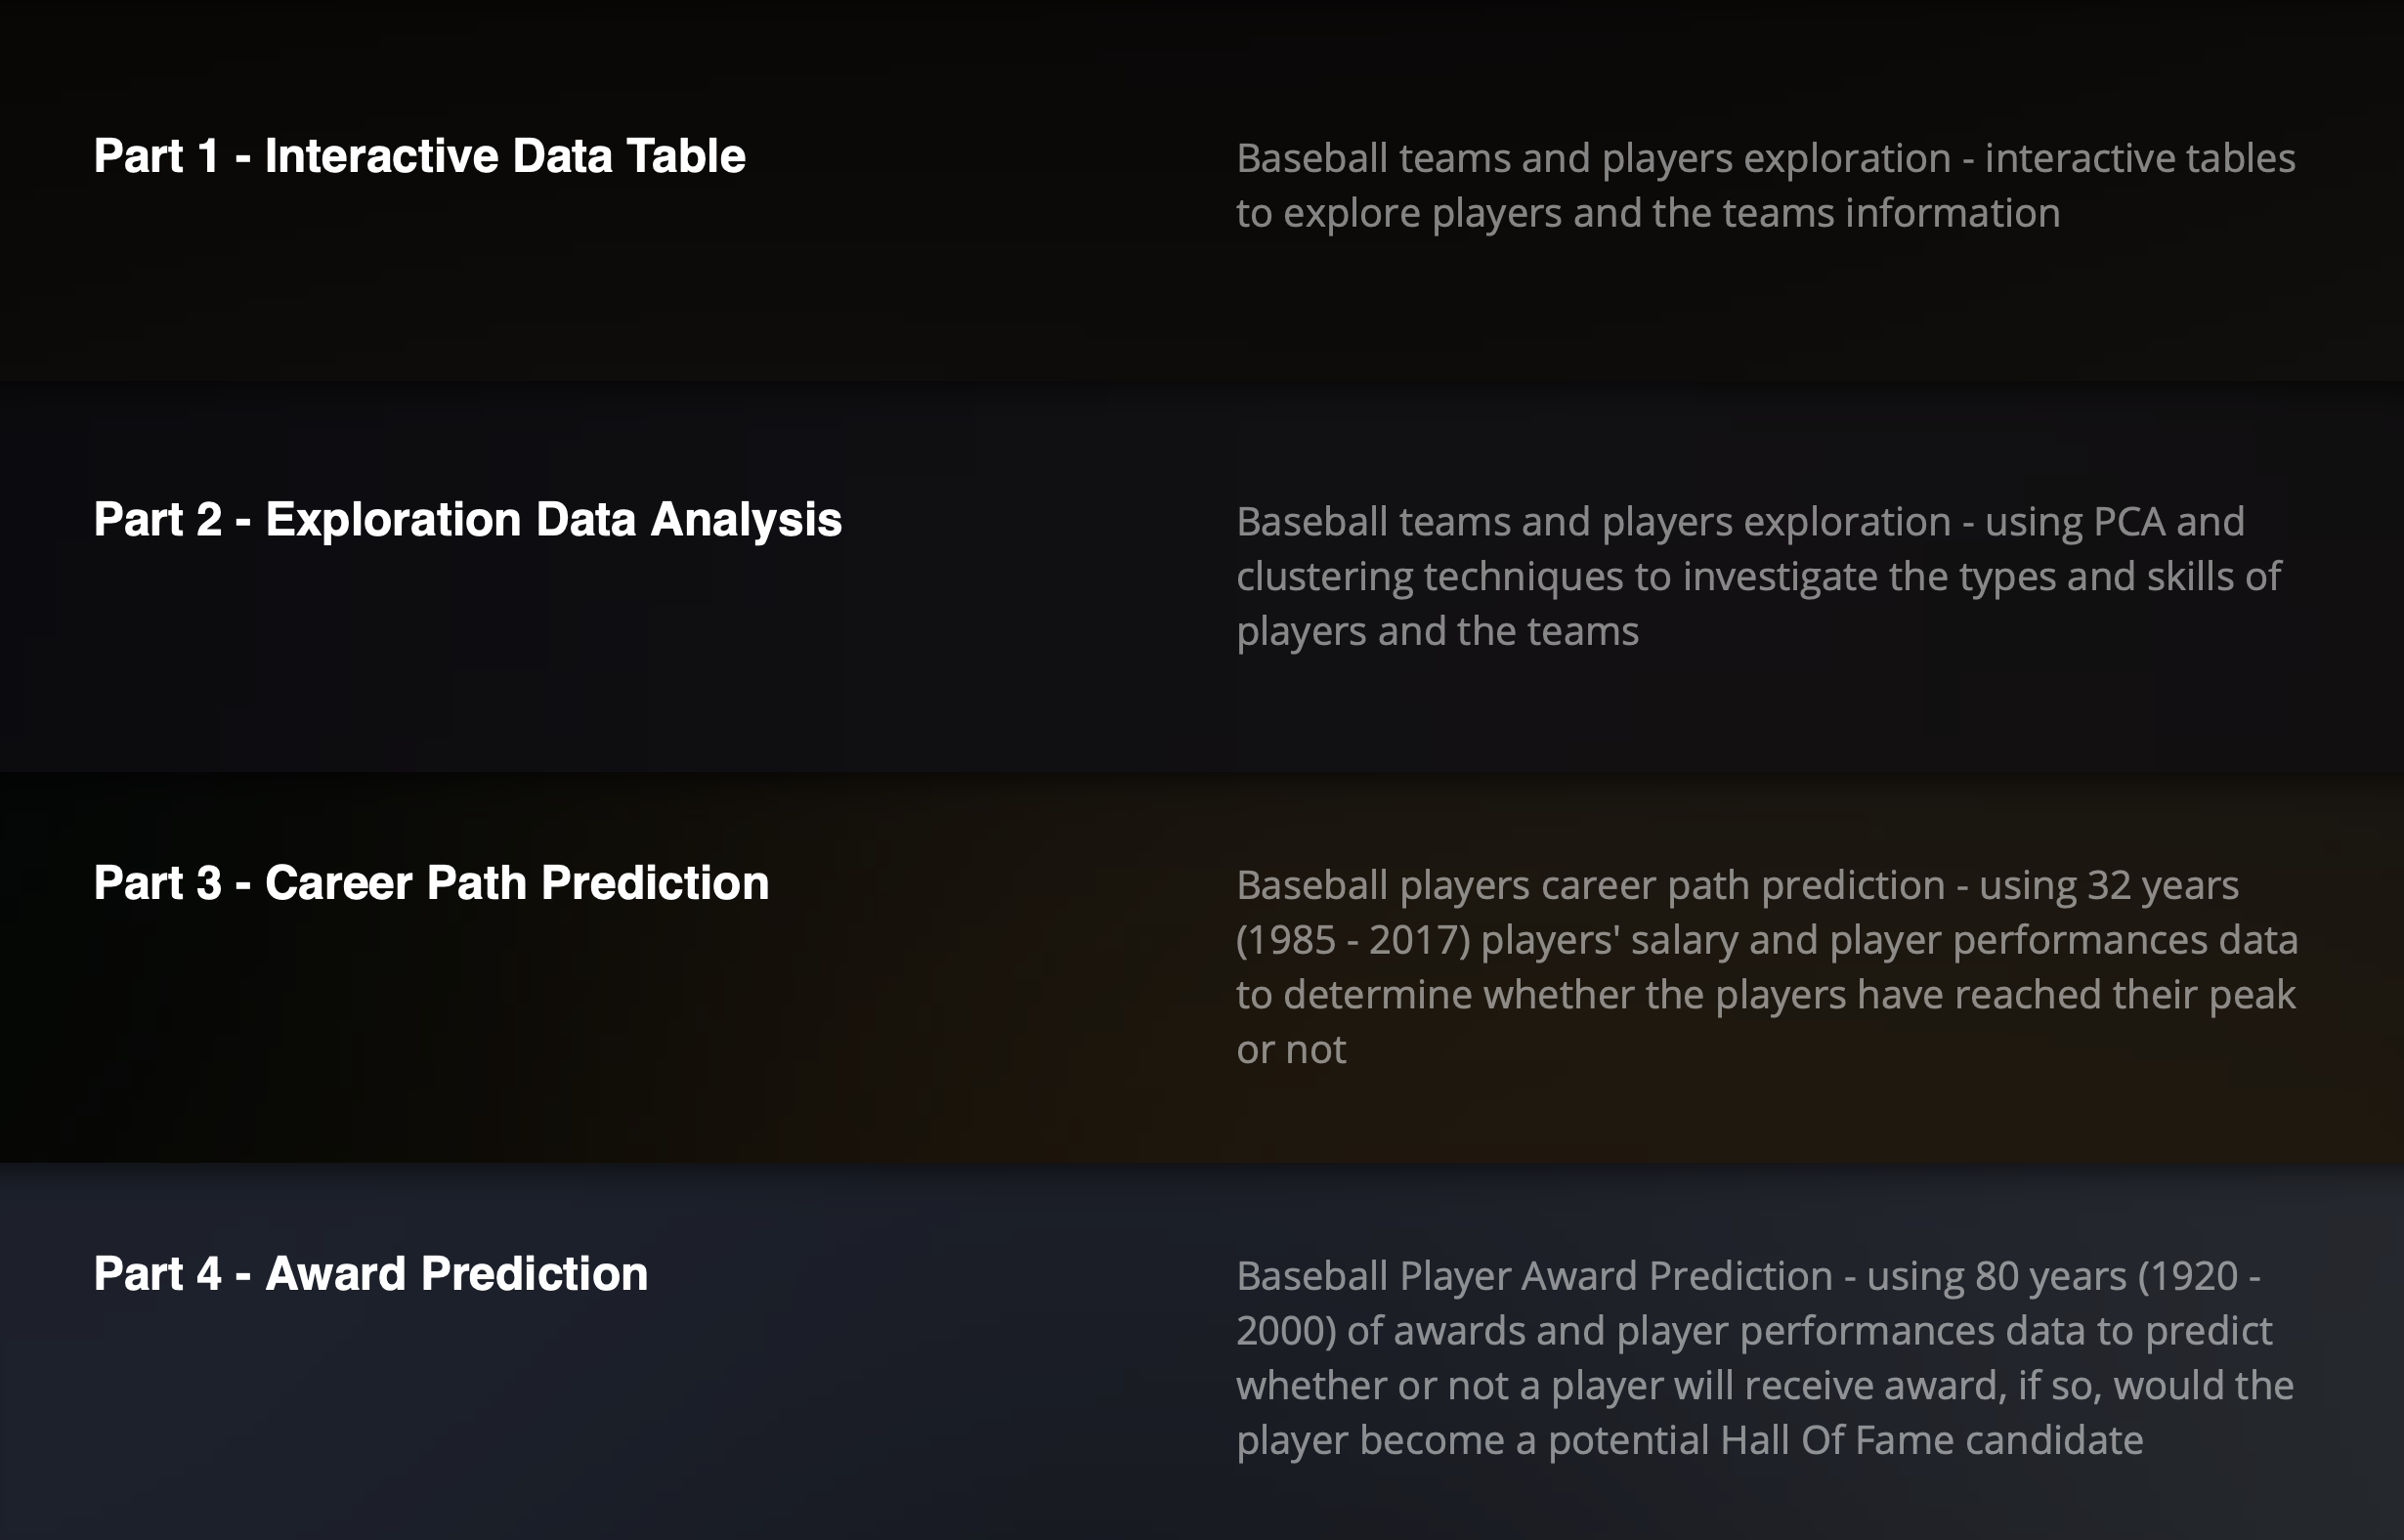 Part 1 - Interactive Data Table
Baseball teams and players exploration - interactive tables
to explore players and the teams information
Part 2 - Exploration Data Analysis
Baseball teams and players exploration - using PCA and
clustering techniques to investigate the types and skills of
players and the teams
Part 3 - Career Path Prediction
Baseball players career path prediction - using 32 years
(1985 - 2017) players' salary and player performances data
to determine whether the players have reached their peak
or not
Part 4 - Award Prediction
Baseball Player Award Prediction - using 80 years (1920 -
2000) of awards and player performances data to predict
whether or not a player will receive award, if so, would the
player become a potential Hall Of Fame candidate